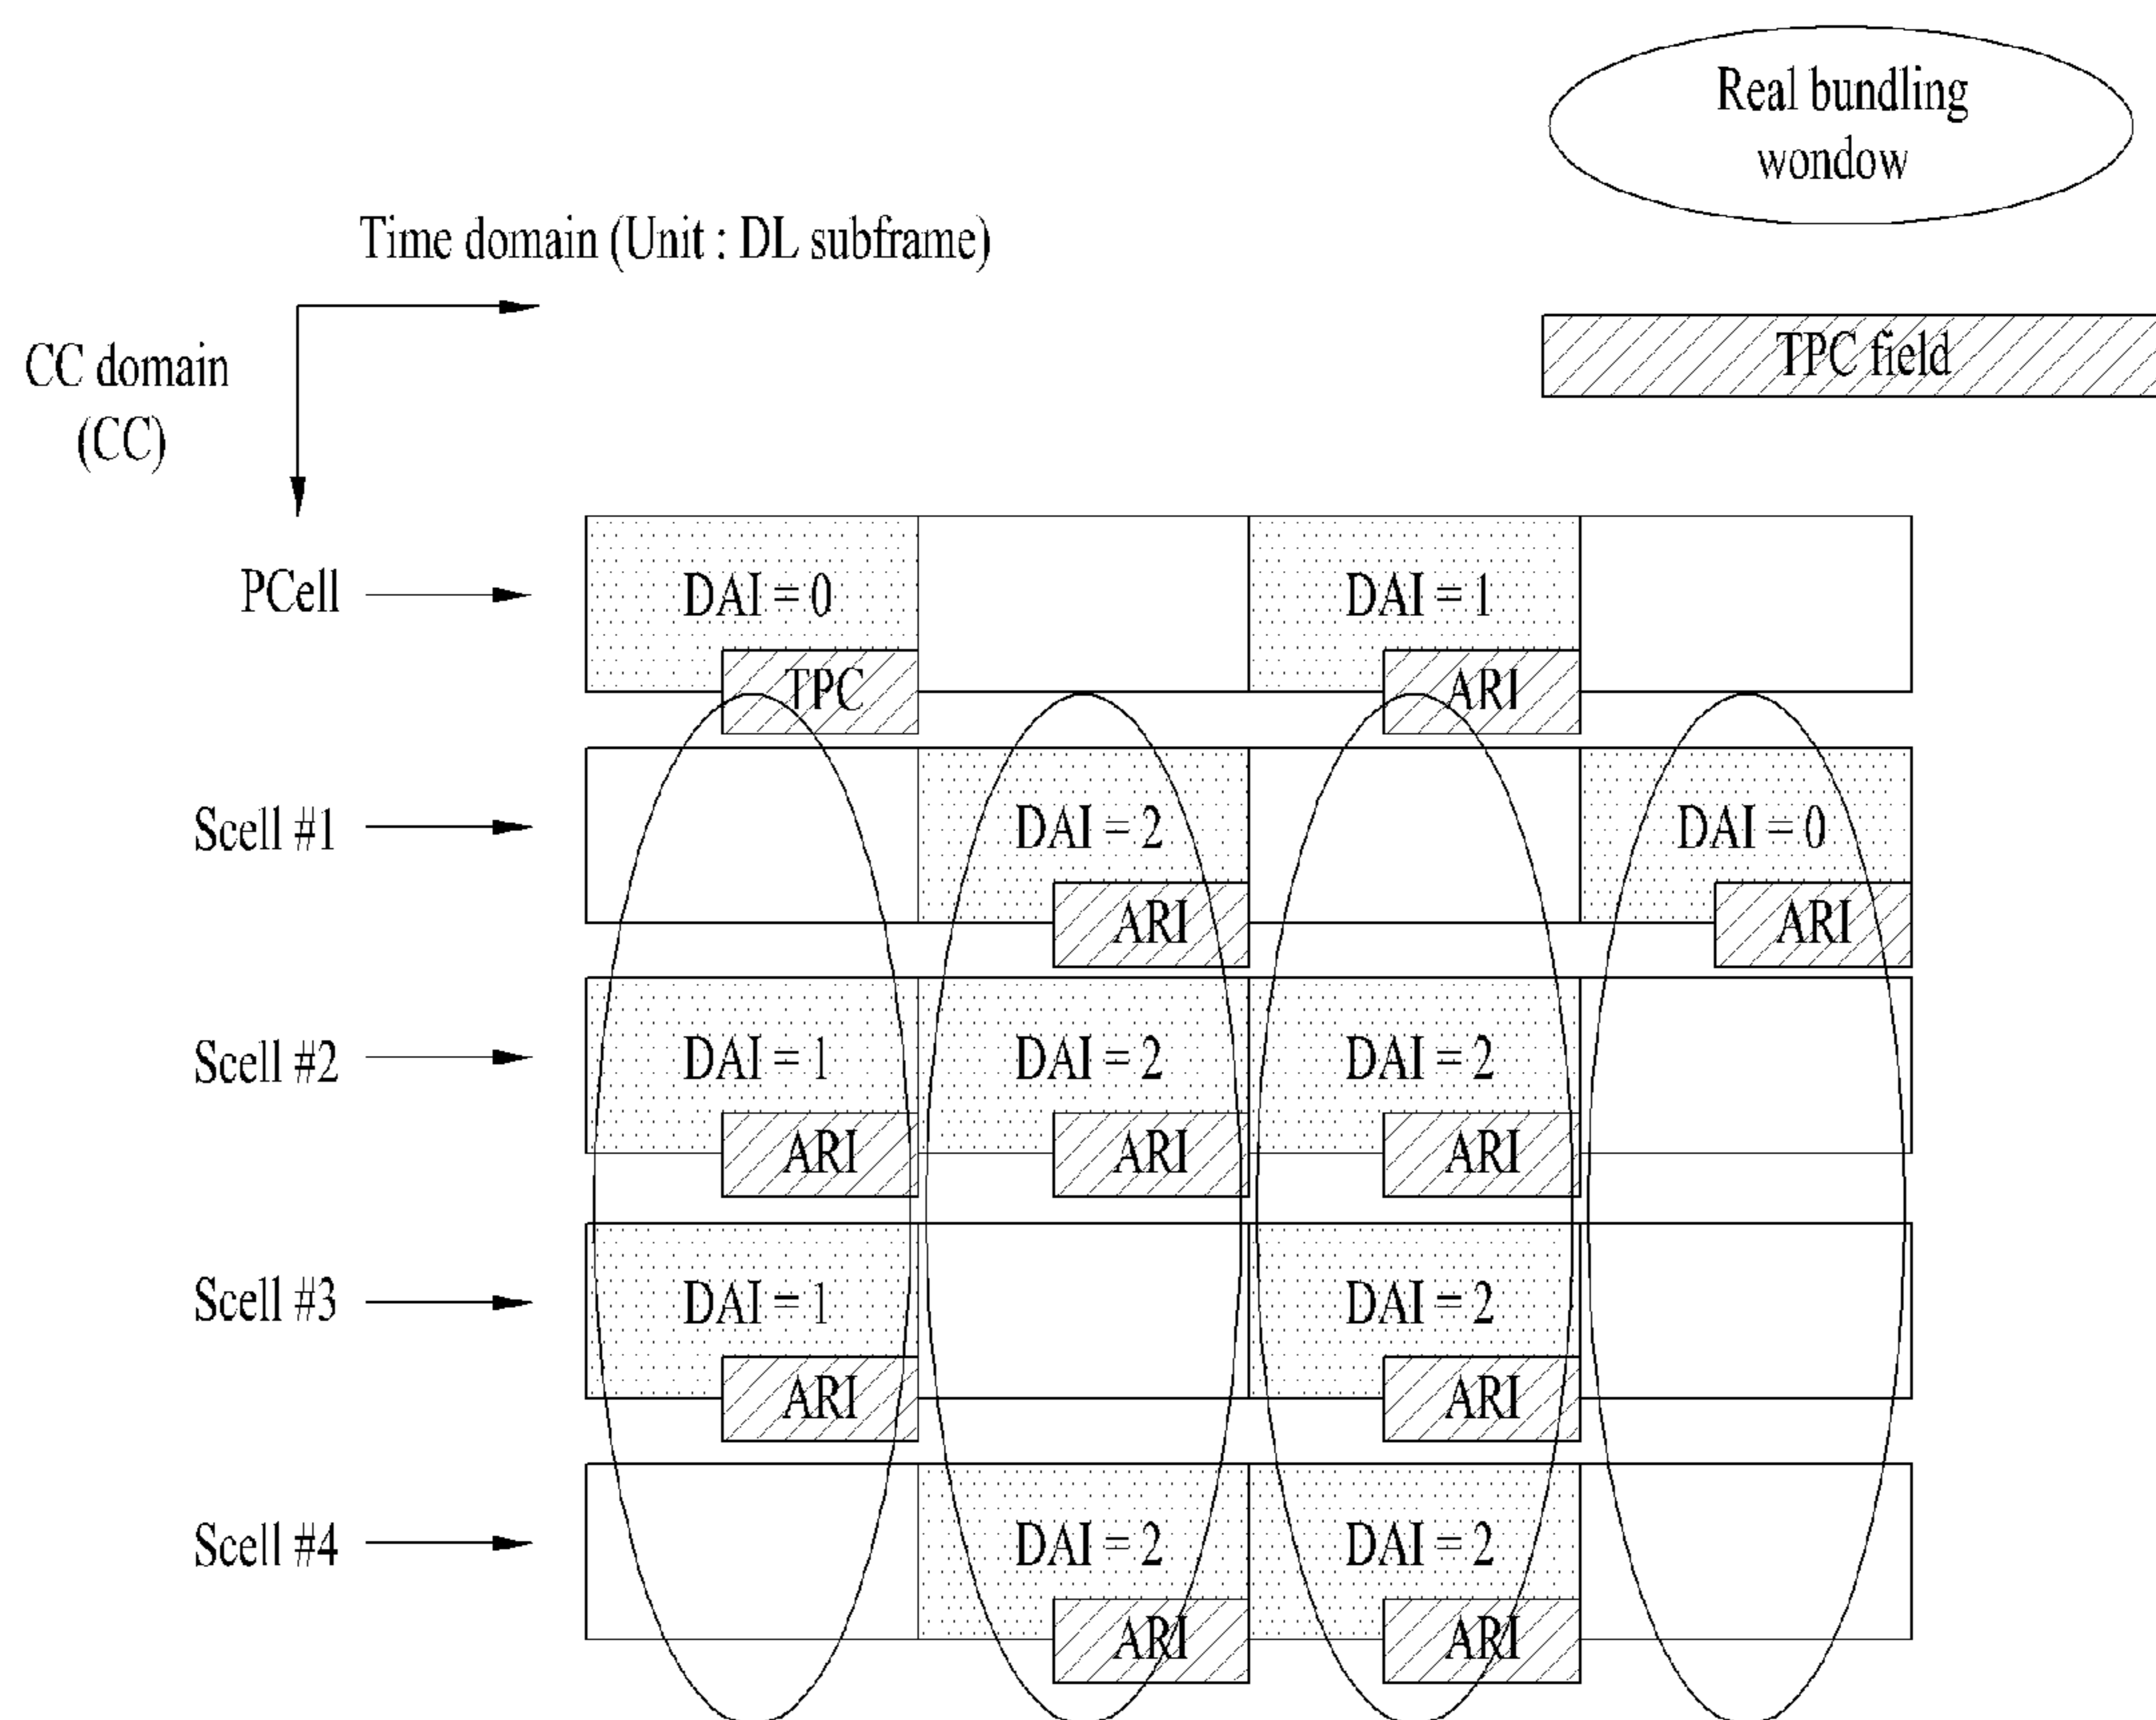 Real bundling
wondow
Time domain (Unit : DL subframe)
TPC field
CC domain
(CC)
PCell
DAI = 0
DAI = 1
TPC
ARI
Scell #1
DAI = 2
DAI = 0
ARI
ARI
Scell #2
DAI = 1
DAI = 2
DAI = 2
ARI
ARI
ARI
Scell #3
DAI = 1
DAI = 2
ARI
ARI
Scell #4
DAI = 2
DAI = 2
ARI
ARI